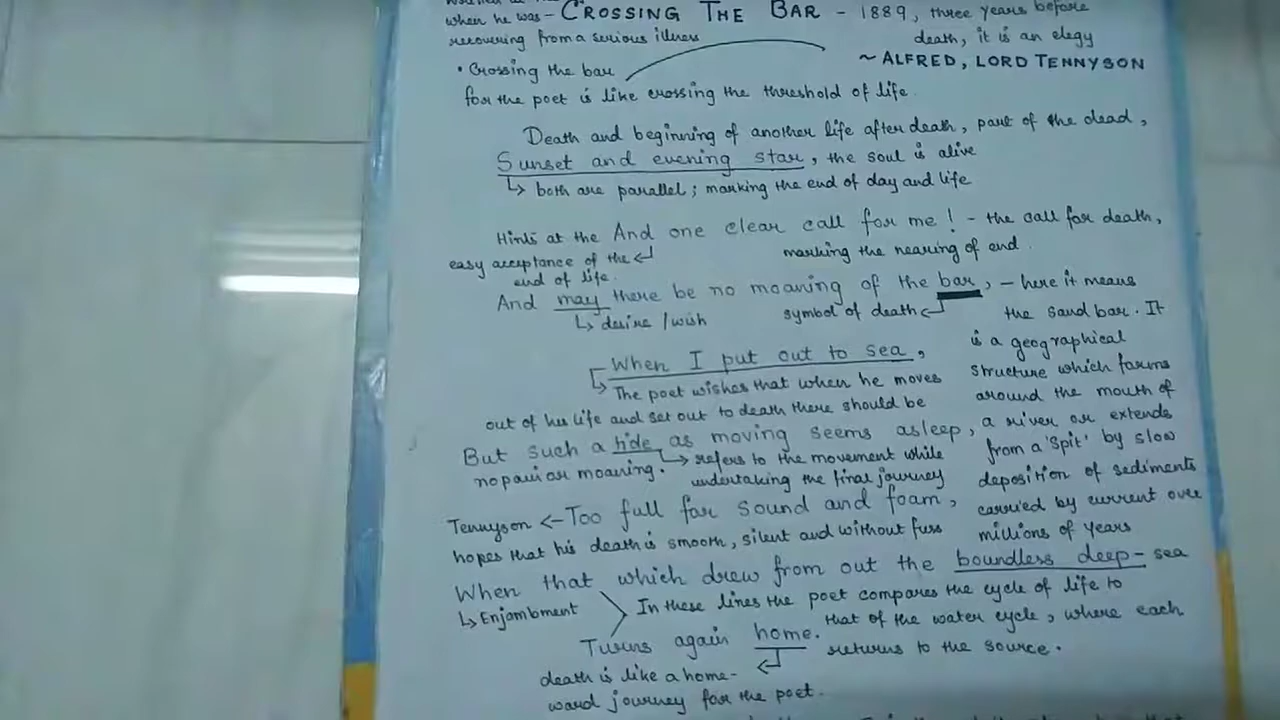 when he was - CROSSING THE BAR - 1889, three years before
recovering from a serious illness
death, it is an elegy
~ ALFRED, LORD TENNYSON
• Crossing the bar
for the poet is like crossing the threshold of life.
Death and beginning of another life after death, part of the dead,
Sunset and evening star, the soul is alive
↳ both are parallel; marking the end of day and life
Hints at the And one clear call for me! - the call for death,
easy acceptance of the ↵ marking the nearing of end.
end of life.
And may there be no moaning of the bar, - here it means
↳ desire /wish symbol of death ↵ the sand bar. It
is a geographical
structure which forms
around the mouth of
a river or extends
from a 'Spit' by slow
deposition of sediments
carried by current over
millions of years
When I put out to sea,
↳ The poet wishes that when he moves
out of his life and set out to death there should be
But such a tide as moving seems asleep,
no pain or moaning. ↳ refers to the movement while
undertaking the final journey
Tennyson <- Too full for sound and foam,
hopes that his death is smooth, silent and without fuss
When that which drew from out the boundless deep - sea
↳ Enjambment In these lines the poet compares the cycle of life to
that of the water cycle, where each
Turns again home. returns to the source.
death is like a home-
ward journey for the poet.